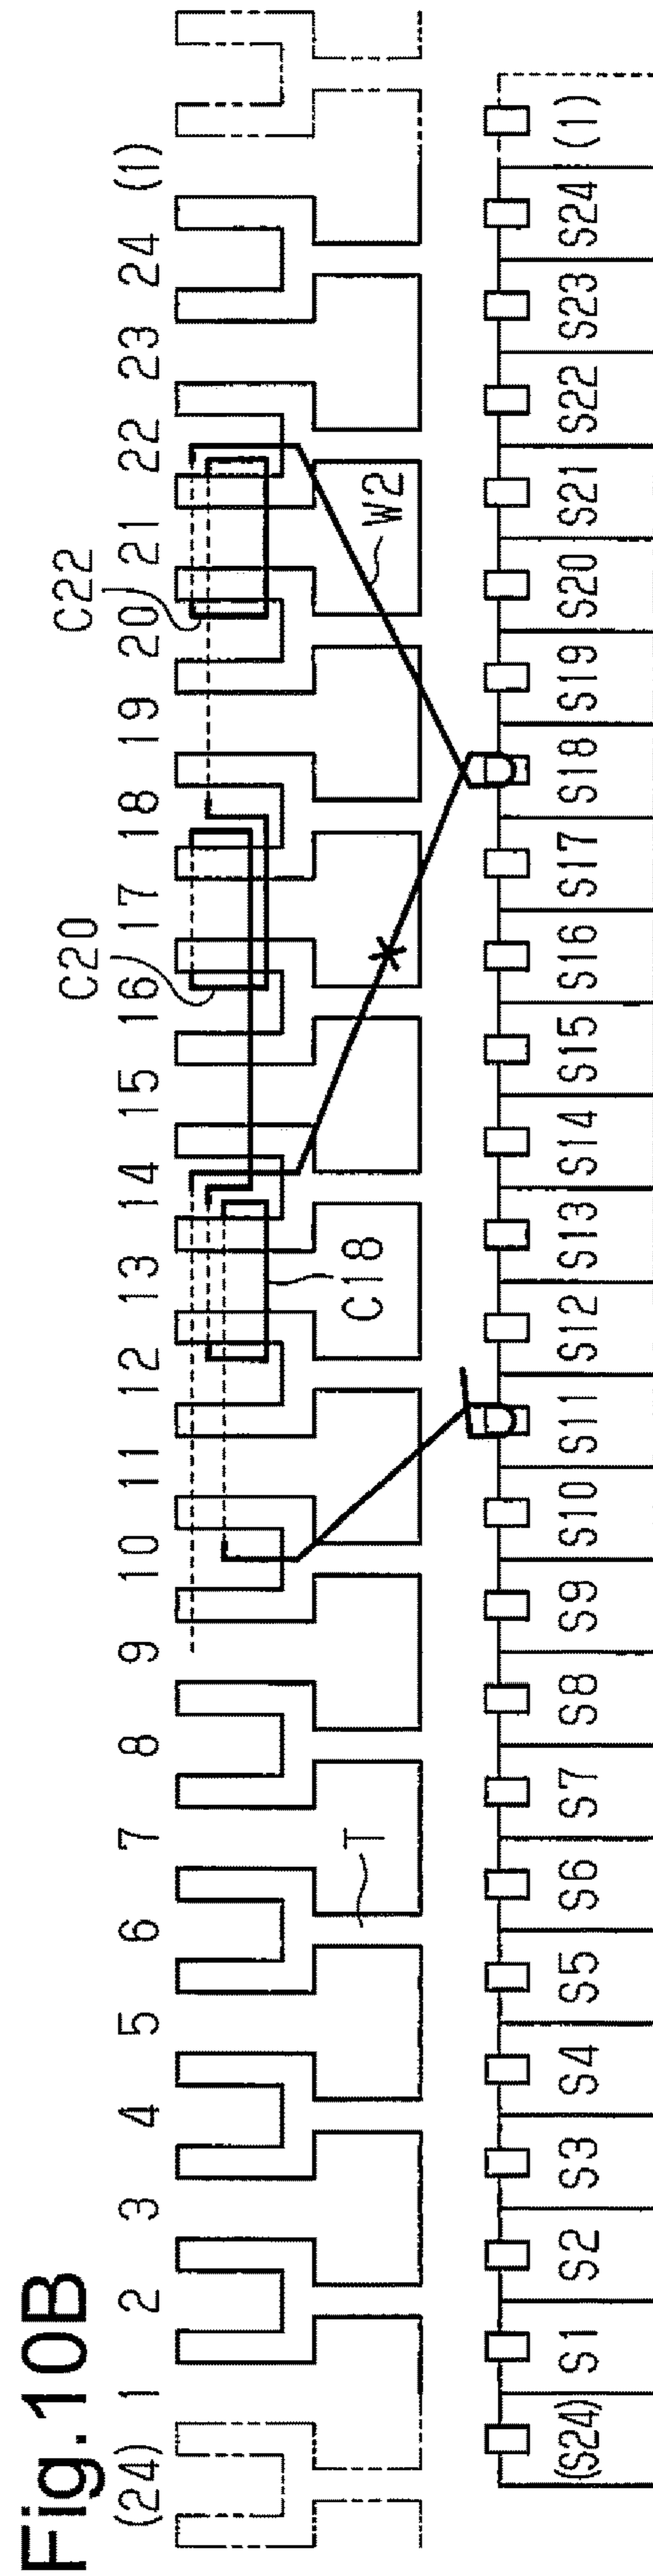 Fig.10B
(24) 1 2 3 4 5 6 7 8 9 10 11 12 13 14 15 16 17 18 19 20 21 22 23 24 (1)
C20 C22
T C18 W2
(S24) S1 S2 S3 S4 S5 S6 S7 S8 S9 S10 S11 S12 S13 S14 S15 S16 S17 S18 S19 S20 S21 S22 S23 S24 (1)